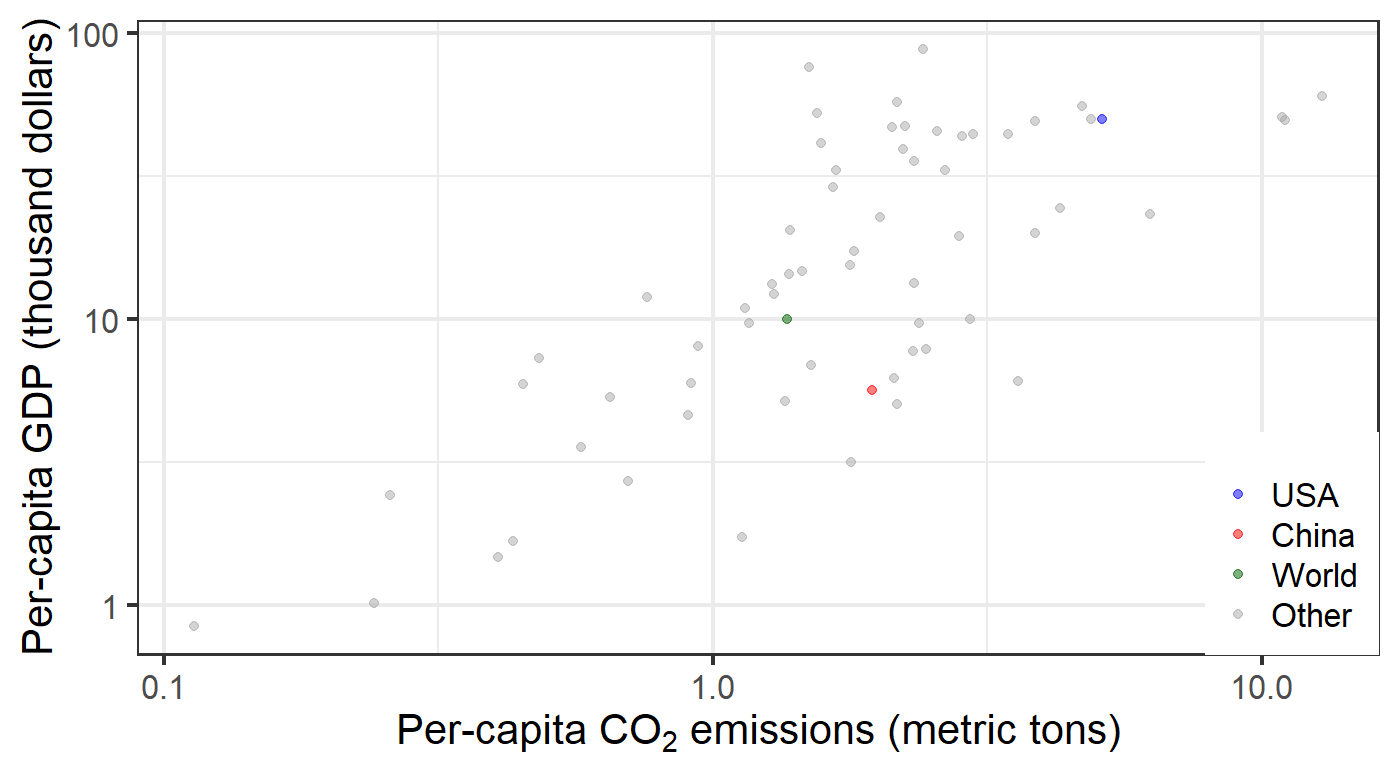 Per-capita GDP (thousand dollars)
100
10
1
0.1
1.0
10.0
Per-capita CO₂ emissions (metric tons)
USA
China
World
Other